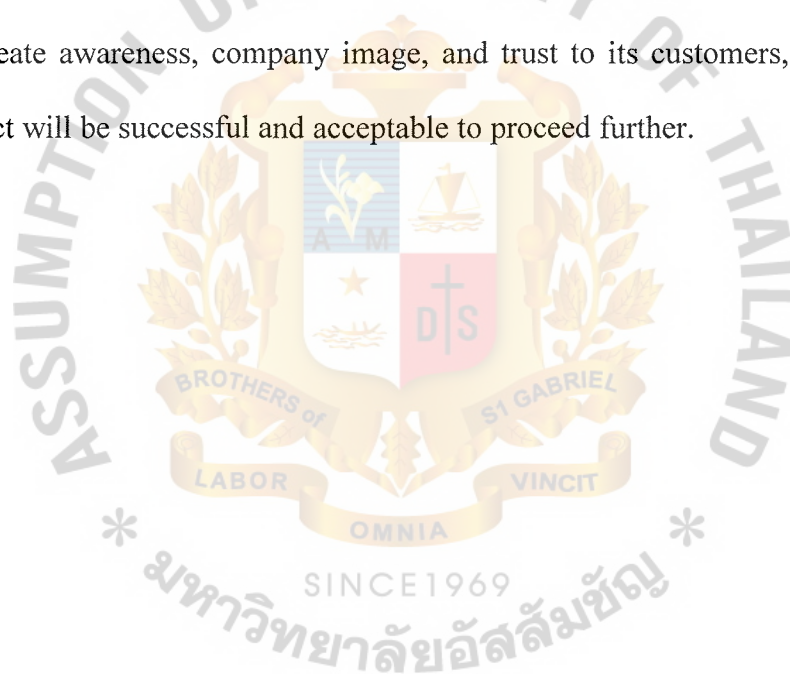 eate awareness, company image, and trust to its customers,
ct will be successful and acceptable to proceed further.
ASSUMPTION OF THAILAND
A M
D S
BROTHERS of ST GABRIEL
LABOR VINCIT
OMNIA
SINCE1969
มหาวิทยาลัยอัสสัมชัญ